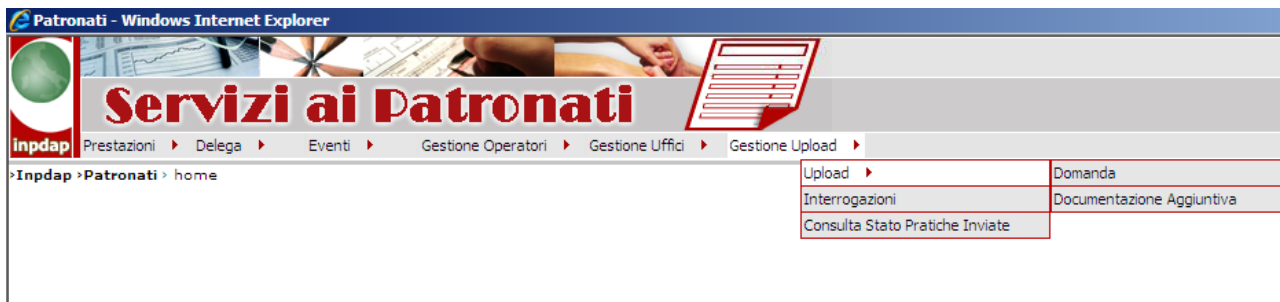 Patronati - Windows Internet Explorer
Servizi ai Patronati
inpdap Prestazioni Delega Eventi Gestione Operatori Gestione Uffici Gestione Upload
>Inpdap >Patronati > home
Upload Domanda
Interrogazioni Documentazione Aggiuntiva
Consulta Stato Pratiche Inviate